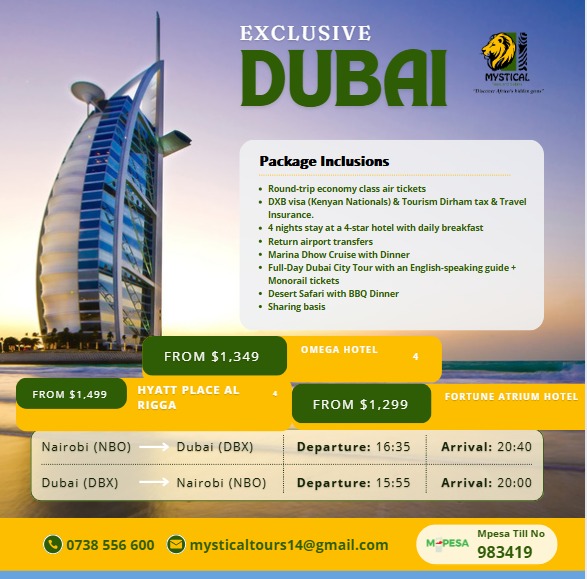 EXCLUSIVE
DUBAI
MYSTICAL
"Discover Africa's hidden gems"
Package Inclusions
• Round-trip economy class air tickets
• DXB visa (Kenyan Nationals) & Tourism Dirham tax & Travel
Insurance.
• 4 nights stay at a 4-star hotel with daily breakfast
• Return airport transfers
• Marina Dhow Cruise with Dinner
• Full-Day Dubai City Tour with an English-speaking guide +
Monorail tickets
• Desert Safari with BBQ Dinner
• Sharing basis
FROM $1,349
OMEGA HOTEL 4
FROM $1,499
HYATT PLACE AL 4
RIGGA
FROM $1,299
FORTUNE ATRIUM HOTEL
Nairobi (NBO) Dubai (DBX) Departure: 16:35 Arrival: 20:40
Dubai (DBX) Nairobi (NBO) Departure: 15:55 Arrival: 20:00
0738 556 600 mysticaltours14@gmail.com
M-PESA
Mpesa Till No
983419